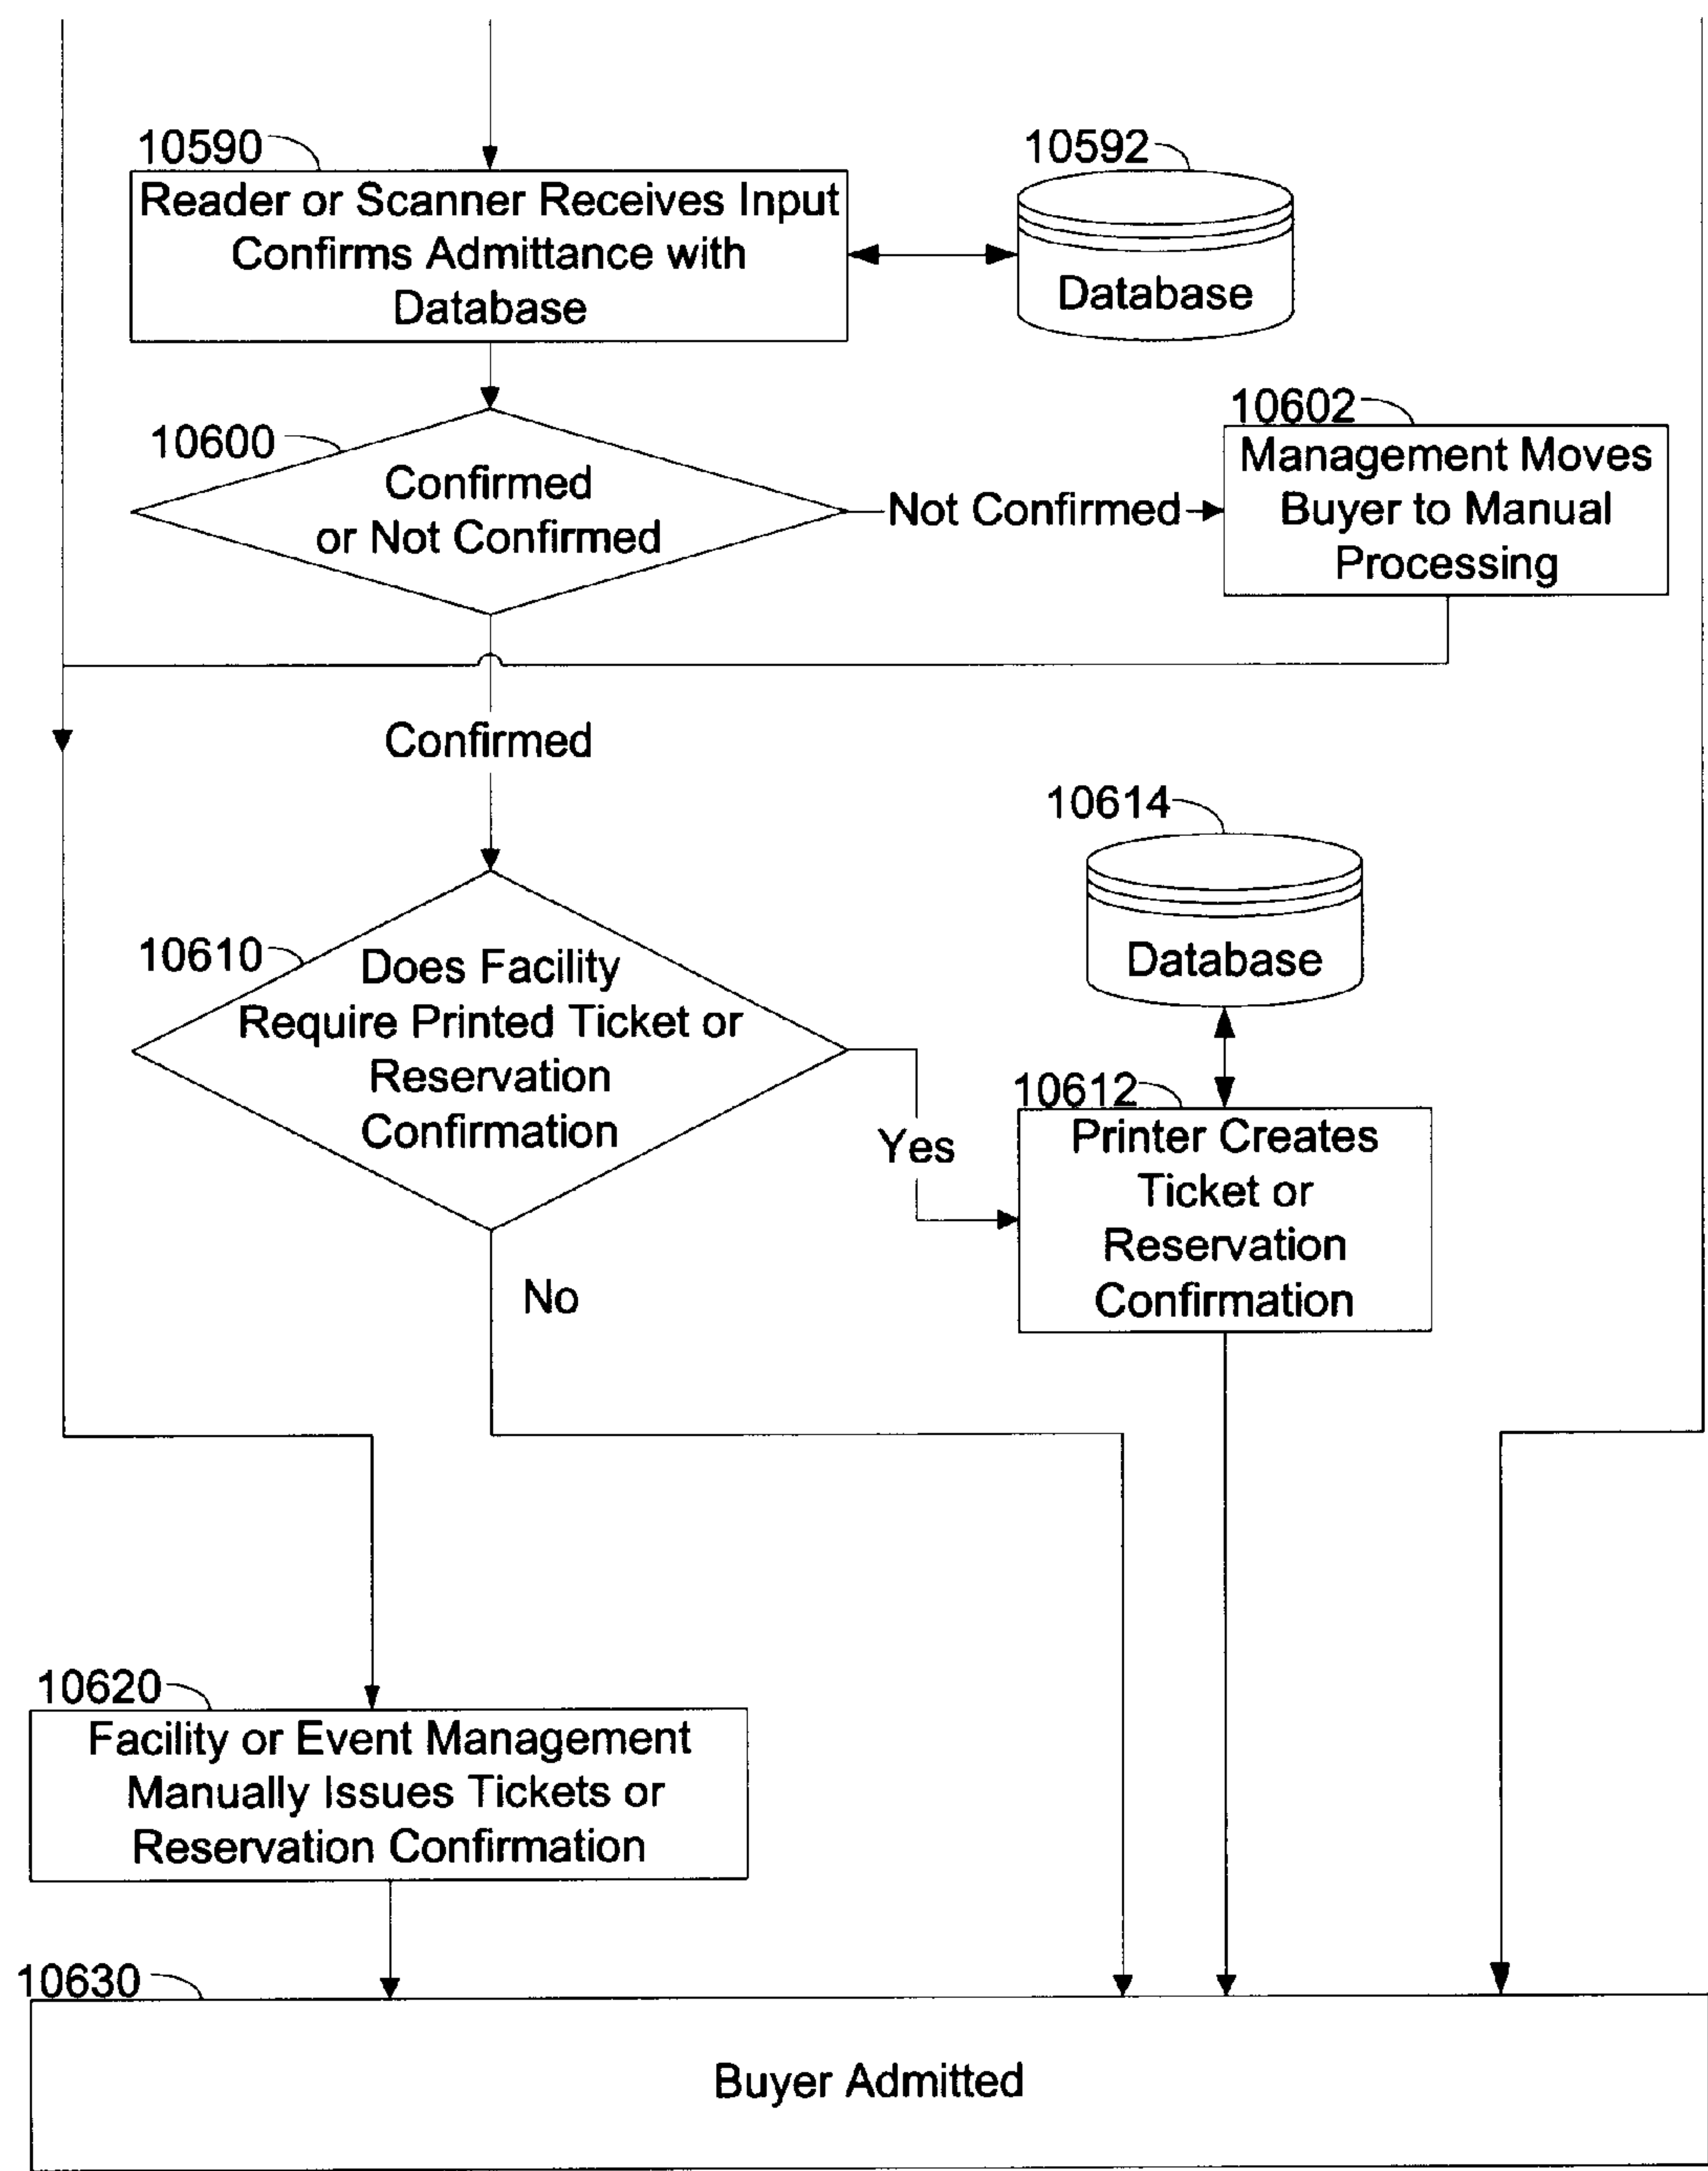 10590
Reader or Scanner Receives Input
Confirms Admittance with
Database
10592
Database
10600
Confirmed
or Not Confirmed
Not Confirmed
10602
Management Moves
Buyer to Manual
Processing
Confirmed
10610
Does Facility
Require Printed Ticket or
Reservation
Confirmation
Yes
No
10614
Database
10612
Printer Creates
Ticket or
Reservation
Confirmation
10620
Facility or Event Management
Manually Issues Tickets or
Reservation Confirmation
10630
Buyer Admitted